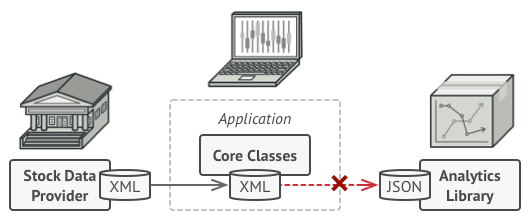 Application
Stock Data
Provider
XML
Core Classes
XML
JSON
Analytics
Library